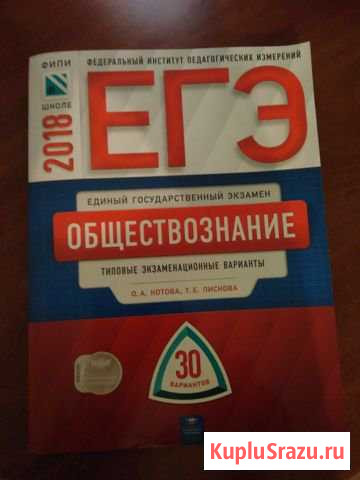 ФИПИ
ШКОЛЕ
2018
ФЕДЕРАЛЬНЫЙ ИНСТИТУТ ПЕДАГОГИЧЕСКИХ ИЗМЕРЕНИЙ
ЕГЭ
ЕДИНЫЙ ГОСУДАРСТВЕННЫЙ ЭКЗАМЕН
ОБЩЕСТВОЗНАНИЕ
ТИПОВЫЕ ЭКЗАМЕНАЦИОННЫЕ ВАРИАНТЫ
О. А. КОТОВА, Т. Е. ЛИСКОВА
30
ВАРИАНТОВ
KupluSrazu.ru